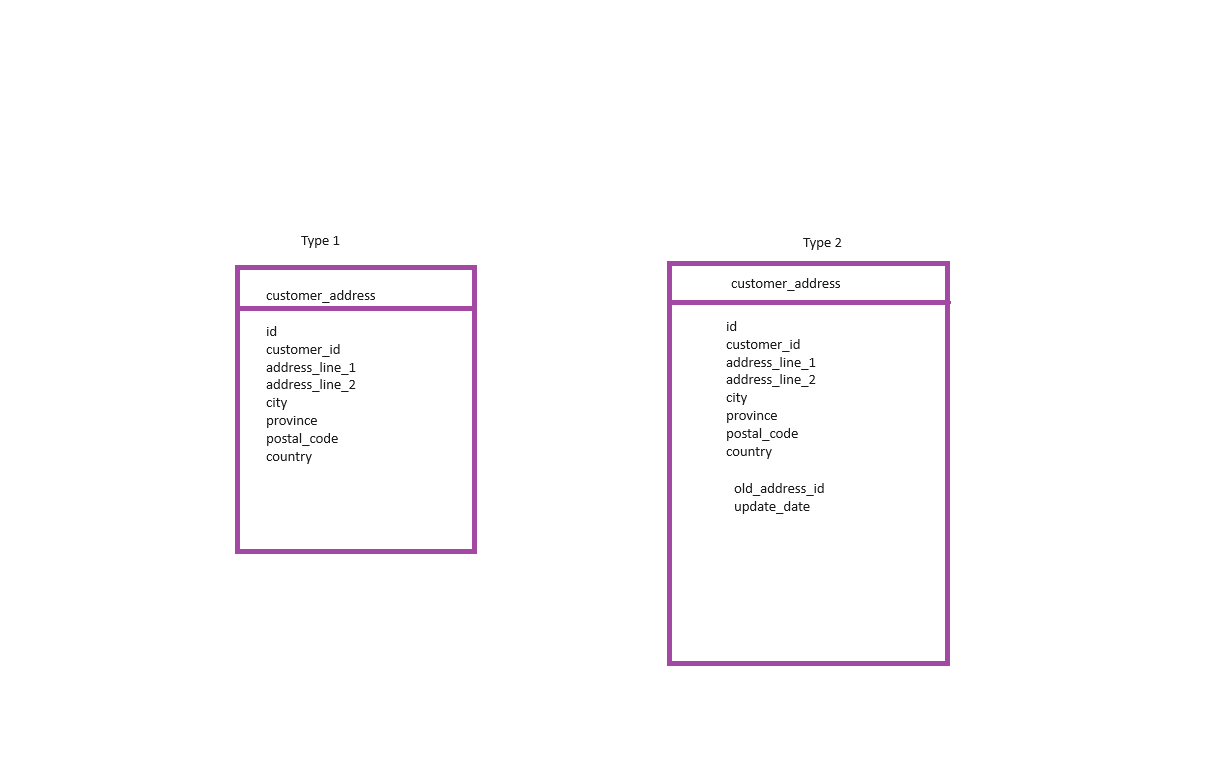 Type 1
customer_address
id
customer_id
address_line_1
address_line_2
city
province
postal_code
country
Type 2
customer_address
id
customer_id
address_line_1
address_line_2
city
province
postal_code
country
old_address_id
update_date